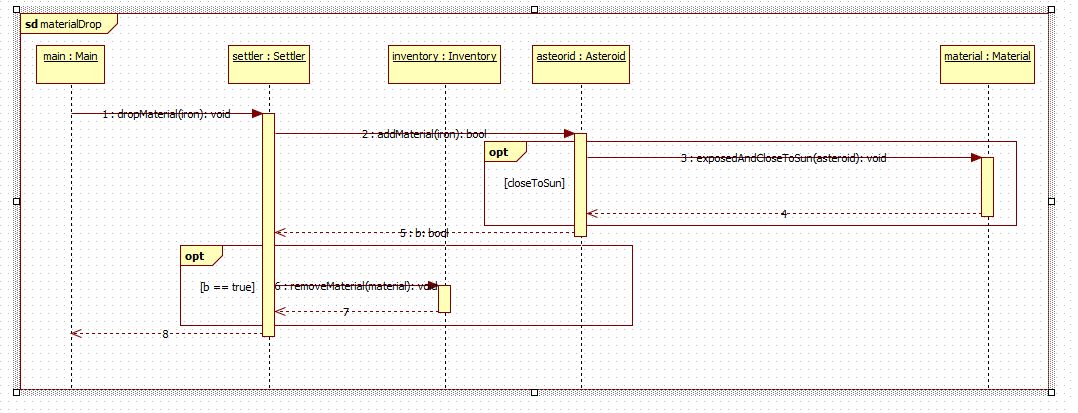 sd materialDrop
main : Main
settler : Settler
inventory : Inventory
asteorid : Asteroid
material : Material
1 : dropMaterial(iron): void
2 : addMaterial(iron): bool
opt
3 : exposedAndCloseToSun(asteroid): void
[closeToSun]
4
5 : b: bool
opt
6 : removeMaterial(material): void
[b == true]
7
8